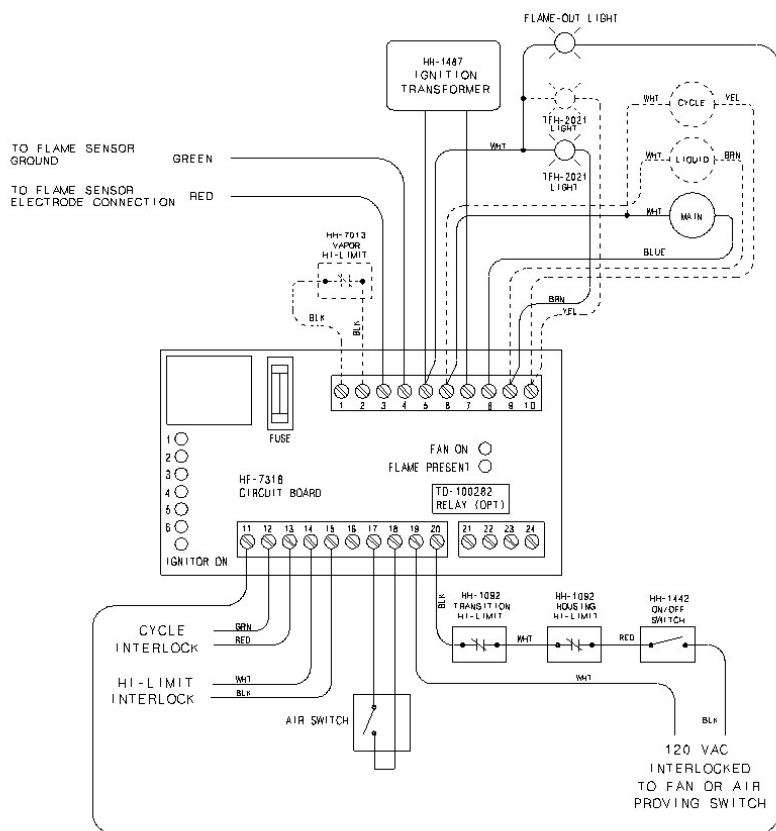 FLAME-OUT LIGHT
HH-1487
IGNITION
TRANSFORMER
WHT
CYCLE
YEL
TFH-2021
LIGHT
WHT
WHT
LIQUID
BRN
TFH-2021
LIGHT
WHT
MAIN
TO FLAME SENSOR
GROUND
GREEN
TO FLAME SENSOR
ELECTRODE CONNECTION
RED
HH-7013
VAPOR
HI-LIMIT
BLUE
BLK
BLK
BRN
YEL
1 2 3 4 5 6 7 8 9 10
FUSE
1
2
3
4
5
6
IGNITOR ON
FAN ON
FLAME PRESENT
HF-7318
CIRCUIT BOARD
TD-100282
RELAY (OPT)
11 12 13 14 15 16 17 18 19 20
21 22 23 24
BLK
HH-1092
TRANSITION
HI-LIMIT
HH-1092
HOUSING
HI-LIMIT
HH-1442
ON/OFF
SWITCH
WHT
RED
CYCLE
INTERLOCK
GRN
RED
HI-LIMIT
INTERLOCK
WHT
BLK
WHT
AIR SWITCH
BLK
120 VAC
INTERLOCKED
TO FAN OR AIR
PROVING SWITCH